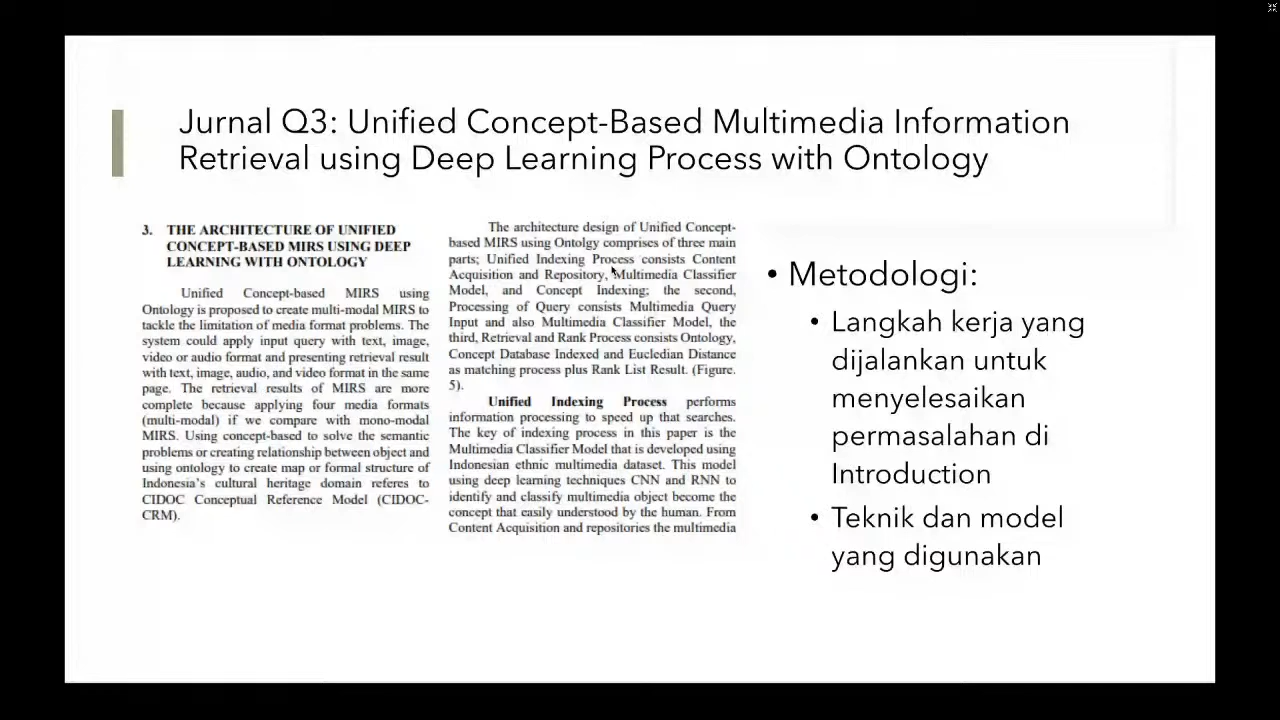 Jurnal Q3: Unified Concept-Based Multimedia Information
Retrieval using Deep Learning Process with Ontology
3. THE ARCHITECTURE OF UNIFIED
CONCEPT-BASED MIRS USING DEEP
LEARNING WITH ONTOLOGY
Unified Concept-based MIRS using
Ontology is proposed to create multi-modal MIRS to
tackle the limitation of media format problems. The
system could apply input query with text, image,
video or audio format and presenting retrieval result
with text, image, audio, and video format in the same
page. The retrieval results of MIRS are more
complete because applying four media formats
(multi-modal) if we compare with mono-modal
MIRS. Using concept-based to solve the semantic
problems or creating relationship between object and
using ontology to create map or formal structure of
Indonesia's cultural heritage domain referes to
CIDOC Conceptual Reference Model (CIDOC-
CRM).
The architecture design of Unified Concept-
based MIRS using Ontolgy comprises of three main
parts; Unified Indexing Process consists Content
Acquisition and Repository, Multimedia Classifier
Model, and Concept Indexing; the second,
Processing of Query consists Multimedia Query
Input and also Multimedia Classifier Model, the
third, Retrieval and Rank Process consists Ontology,
Concept Database Indexed and Eucledian Distance
as matching process plus Rank List Result. (Figure.
5).
Unified Indexing Process performs
information processing to speed up that searches.
The key of indexing process in this paper is the
Multimedia Classifier Model that is developed using
Indonesian ethnic multimedia dataset. This model
using deep learning techniques CNN and RNN to
identify and classify multimedia object become the
concept that easily understood by the human. From
Content Acquisition and repositories the multimedia
• Metodologi:
• Langkah kerja yang
dijalankan untuk
menyelesaikan
permasalahan di
Introduction
• Teknik dan model
yang digunakan